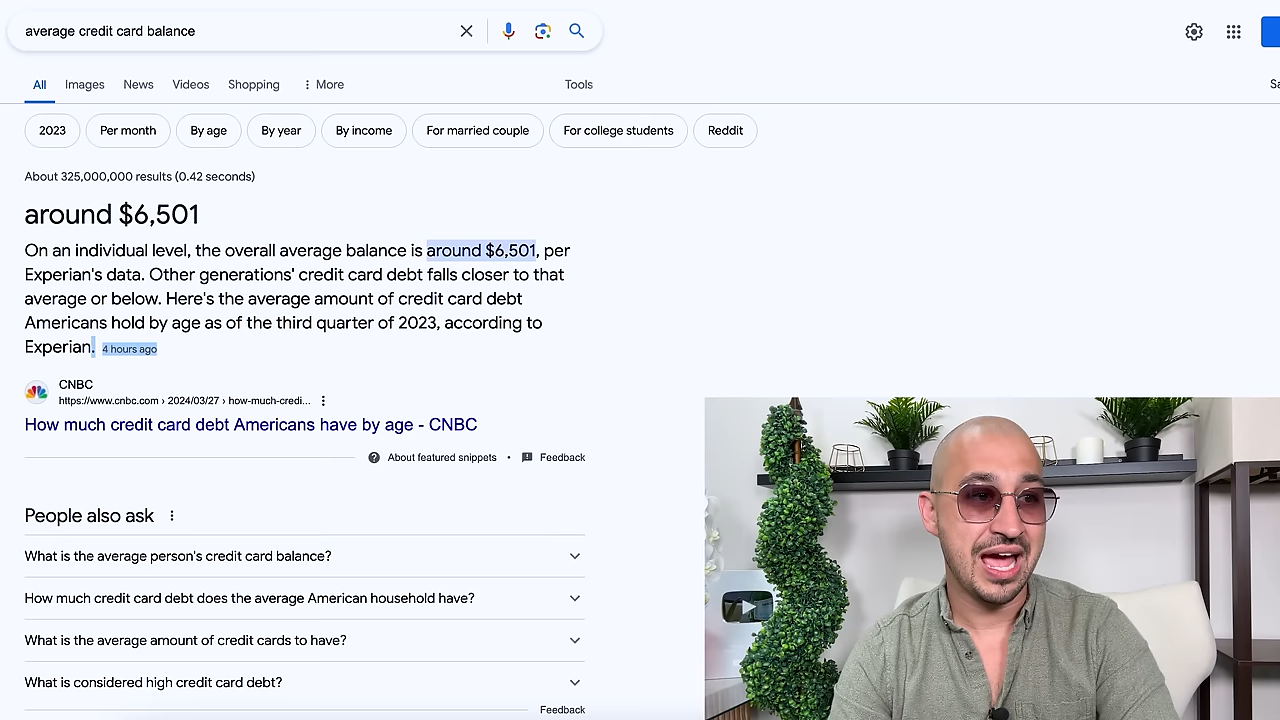 average credit card balance
All Images News Videos Shopping More Tools
2023 Per month By age By year By income For married couple For college students Reddit
About 325,000,000 results (0.42 seconds)
around $6,501
On an individual level, the overall average balance is around $6,501, per
Experian's data. Other generations' credit card debt falls closer to that
average or below. Here's the average amount of credit card debt
Americans hold by age as of the third quarter of 2023, according to
Experian. 4 hours ago
CNBC
https://www.cnbc.com › 2024/03/27 › how-much-credi...
How much credit card debt Americans have by age - CNBC
About featured snippets • Feedback
People also ask
What is the average person's credit card balance?
How much credit card debt does the average American household have?
What is the average amount of credit cards to have?
What is considered high credit card debt?
Feedback